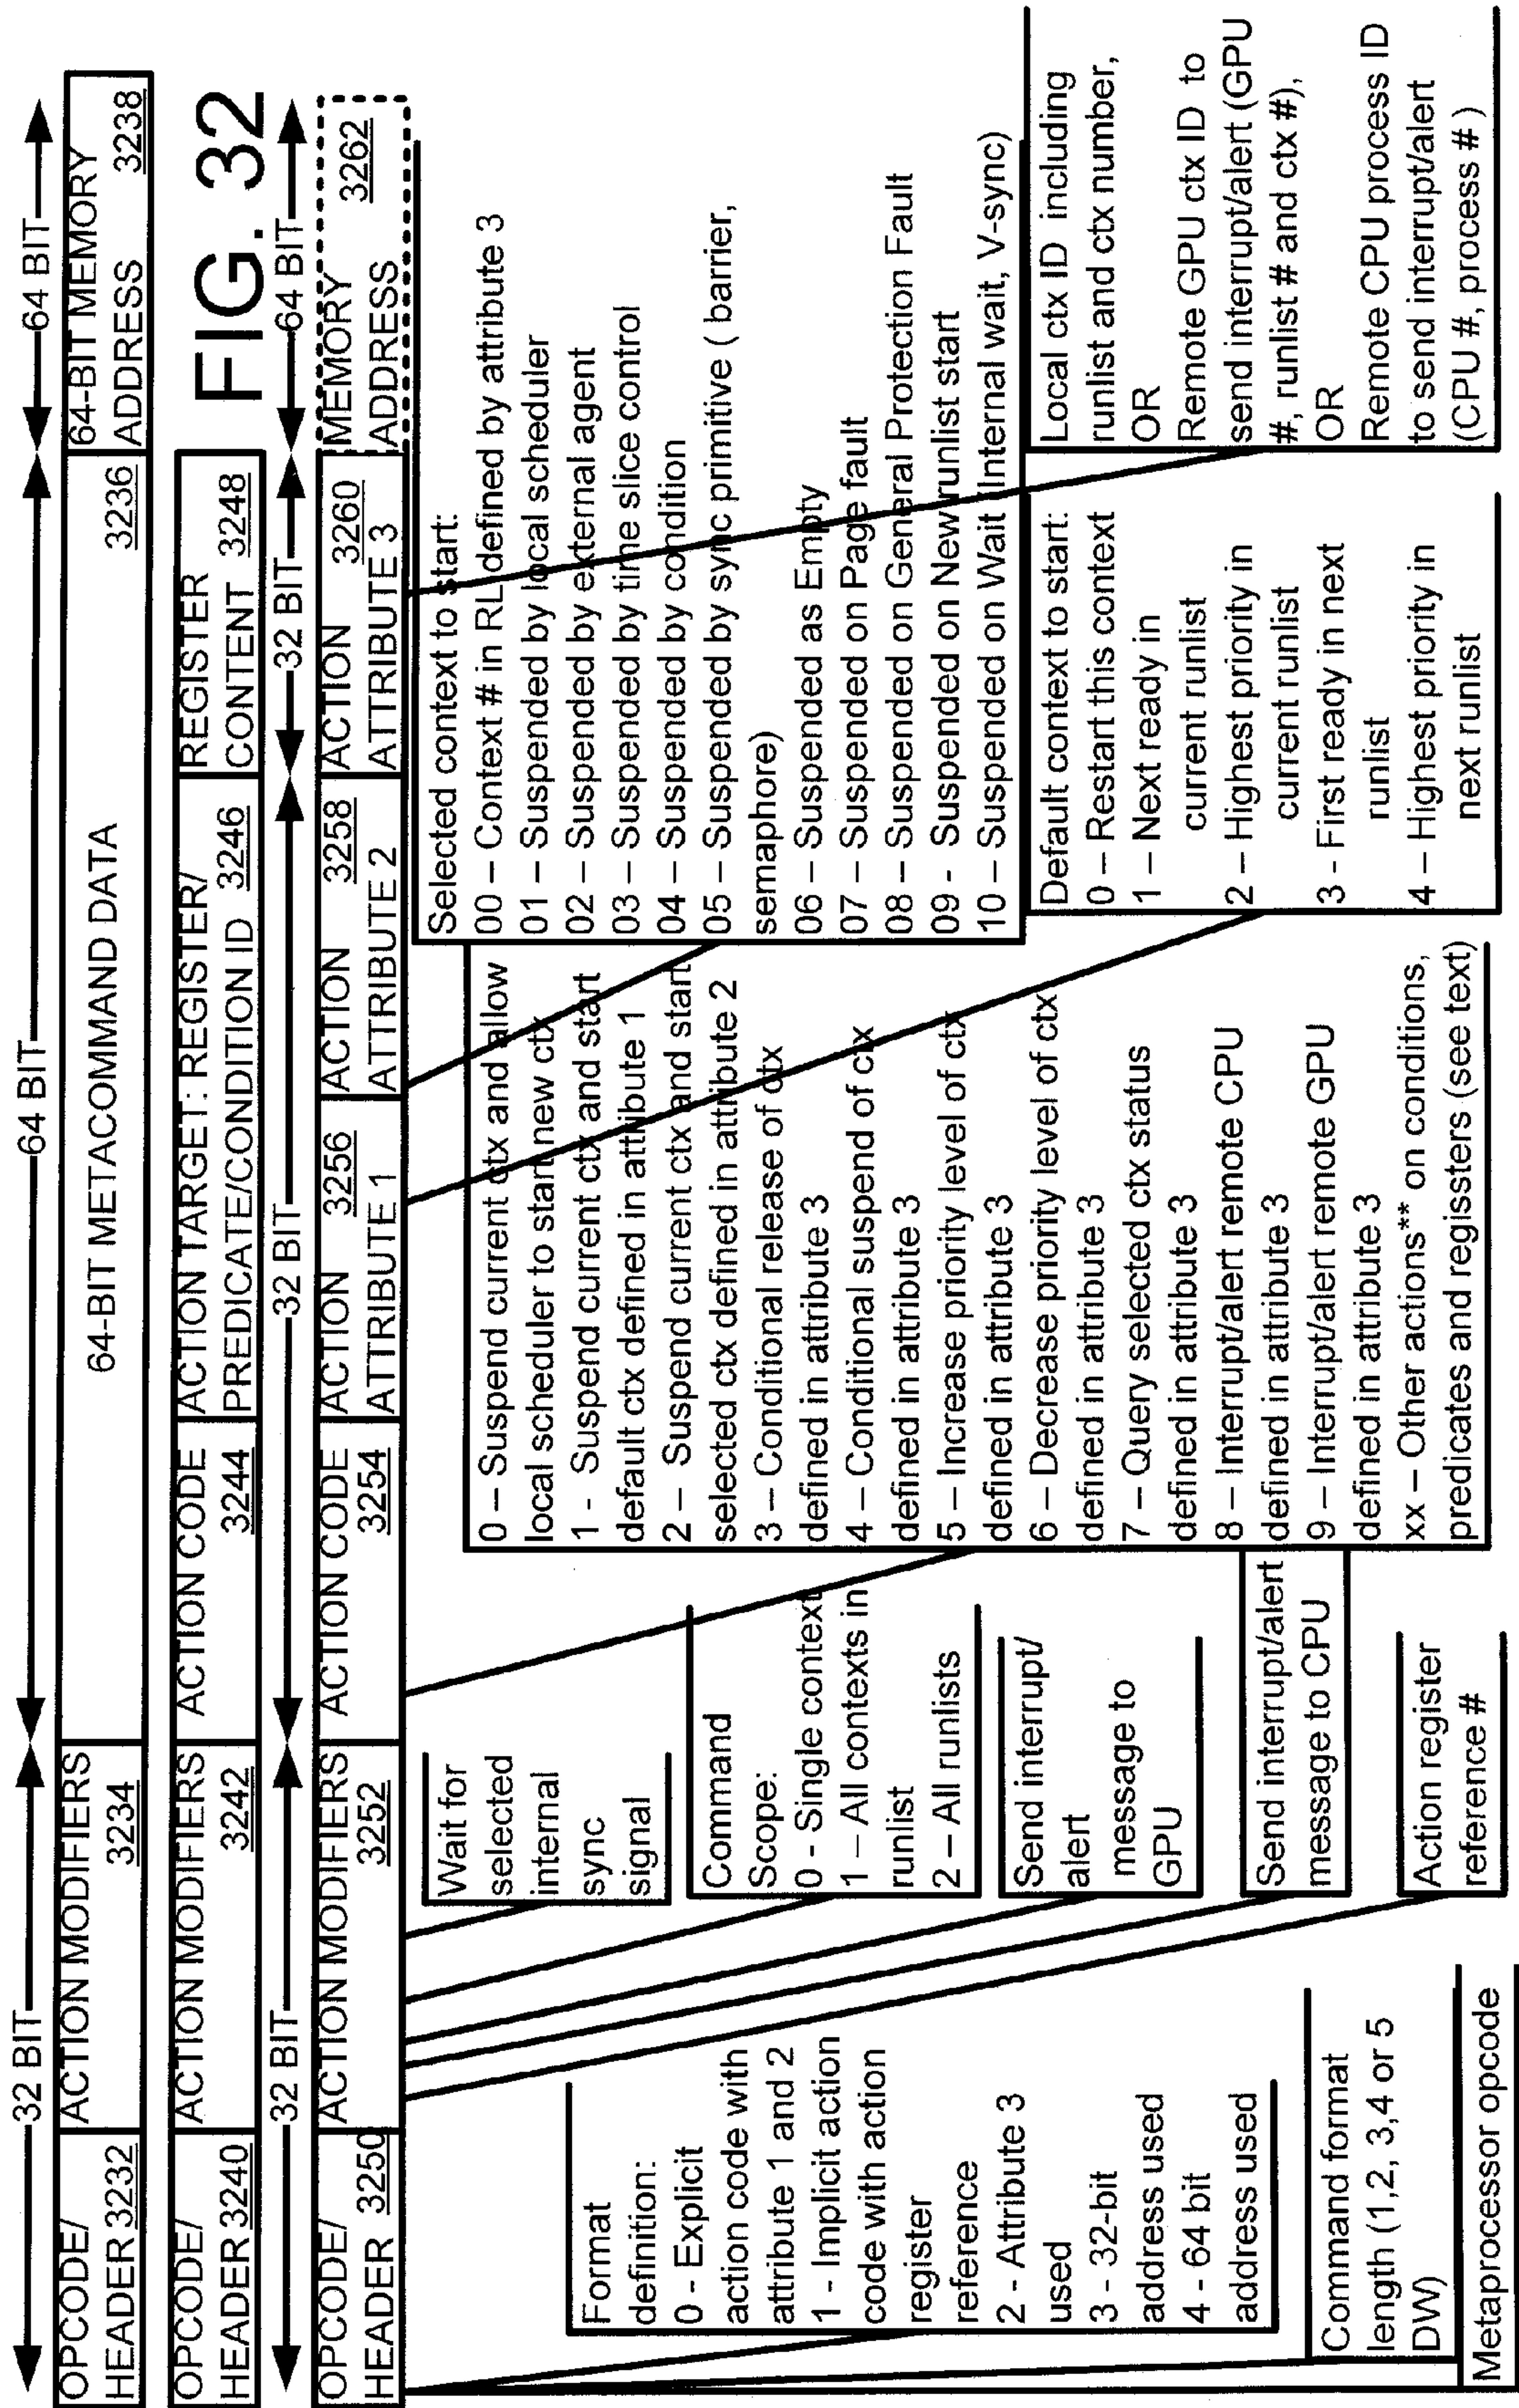 32 BIT
64 BIT
64 BIT
OPCODE/
HEADER 3232
ACTION MODIFIERS
3234
64-BIT METACOMMAND DATA
3236
64-BIT MEMORY
ADDRESS 3238
OPCODE/
HEADER 3240
ACTION MODIFIERS
3242
ACTION CODE
3244
ACTION TARGET: REGISTER/
PREDICATE/CONDITION ID 3246
REGISTER
CONTENT 3248
FIG. 32
32 BIT
32 BIT
32 BIT
64 BIT
OPCODE/
HEADER 3250
ACTION MODIFIERS
3252
ACTION CODE
3254
ACTION 3256
ATTRIBUTE 1
ACTION 3258
ATTRIBUTE 2
ACTION 3260
ATTRIBUTE 3
MEMORY 3262
ADDRESS
Format
definition:
0 - Explicit
action code with
attribute 1 and 2
1 - Implicit action
code with action
register
reference
2 - Attribute 3
used
3 - 32-bit
address used
4 - 64 bit
address used
Command format
length (1,2, 3,4 or 5
DW)
Metaprocessor opcode
Wait for
selected
internal
sync
signal
Command
Scope:
0 - Single context
1 – All contexts in
runlist
2 – All runlists
Send interrupt/
alert
message to
GPU
Send interrupt/alert
message to CPU
Action register
reference #
0 – Suspend current ctx and allow
local scheduler to start new ctx
1 - Suspend current ctx and start
default ctx defined in attribute 1
2 – Suspend current ctx and start
selected ctx defined in attribute 2
3 – Conditional release of ctx
defined in attribute 3
4 – Conditional suspend of ctx
defined in attribute 3
5 – Increase priority level of ctx
defined in attribute 3
6 – Decrease priority level of ctx
defined in attribute 3
7 – Query selected ctx status
defined in attribute 3
8 – Interrupt/alert remote CPU
defined in attribute 3
9 – Interrupt/alert remote GPU
defined in attribute 3
xx – Other actions** on conditions,
predicates and regissters (see text)
Selected context to start:
00 – Context # in RL defined by attribute 3
01 – Suspended by local scheduler
02 – Suspended by external agent
03 – Suspended by time slice control
04 – Suspended by condition
05 – Suspended by sync primitive ( barrier,
semaphore)
06 – Suspended as Empty
07 – Suspended on Page fault
08 – Suspended on General Protection Fault
09 - Suspended on New runlist start
10 – Suspended on Wait (Internal wait, V-sync)
Default context to start:
0 – Restart this context
1 – Next ready in
current runlist
2 – Highest priority in
current runlist
3 - First ready in next
runlist
4 – Highest priority in
next runlist
Local ctx ID including
runlist and ctx number,
OR
Remote GPU ctx ID to
send interrupt/alert (GPU
#, runlist # and ctx #),
OR
Remote CPU process ID
to send interrupt/alert
(CPU #, process # )